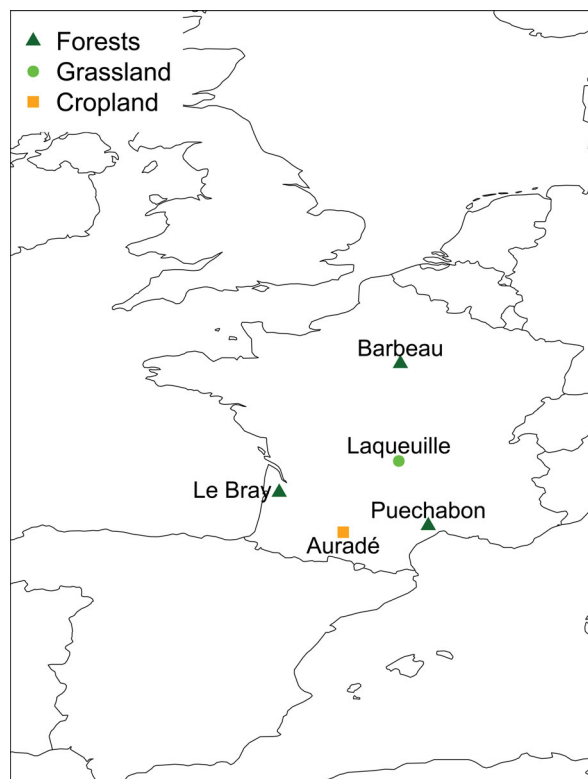 Forests
Grassland
Cropland
Barbeau
Laqueuille
Le Bray
Puechabon
Auradé